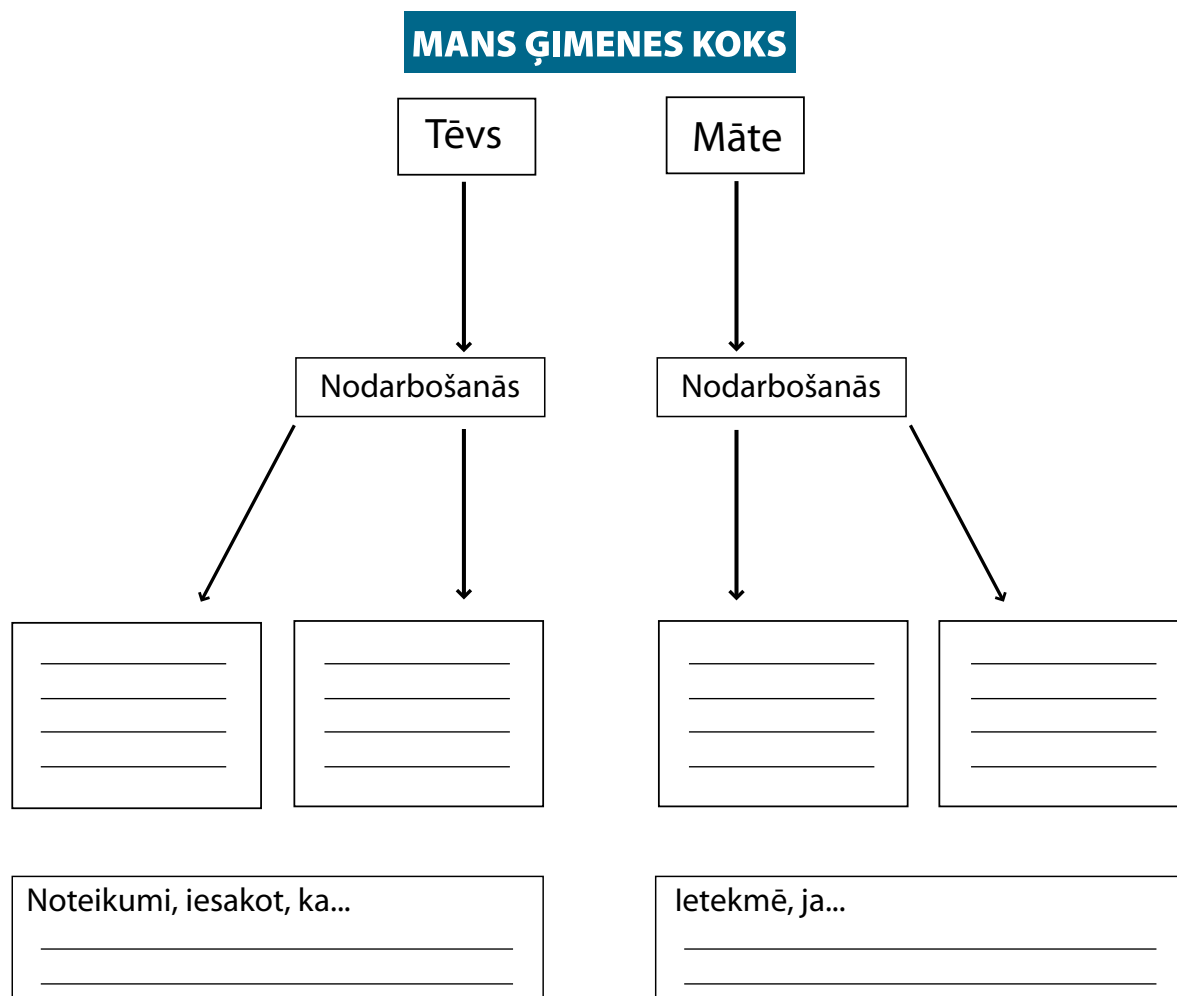 MANS ĢIMENES KOKS
Tēvs
Māte
Nodarbošanās
Nodarbošanās
Noteikumi, iesakot, ka...
Ietekmē, ja...